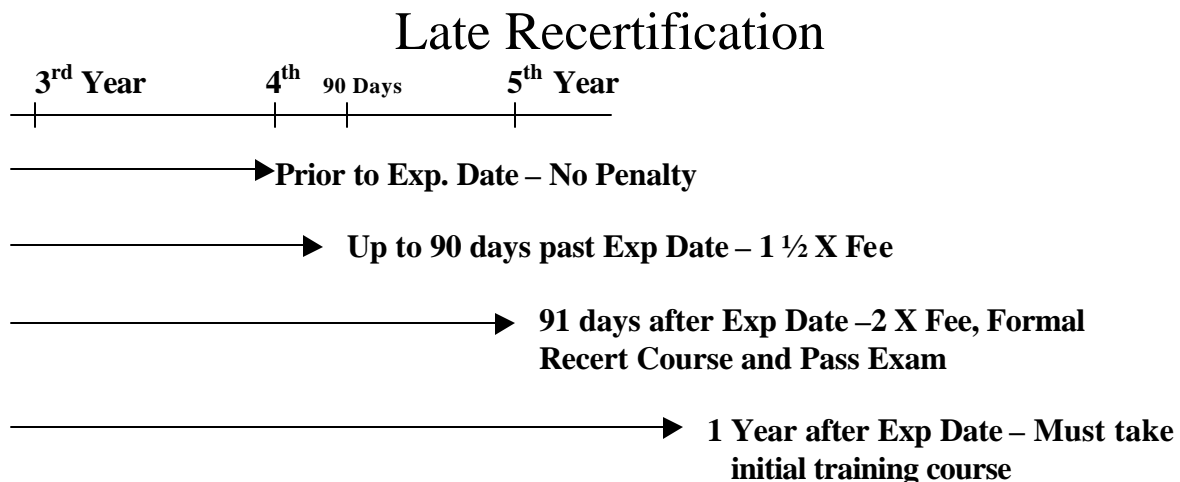 Late Recertification
3rd Year 4th 90 Days 5th Year
Prior to Exp. Date – No Penalty
Up to 90 days past Exp Date – 1 ½ X Fee
91 days after Exp Date –2 X Fee, Formal
Recert Course and Pass Exam
1 Year after Exp Date – Must take
initial training course